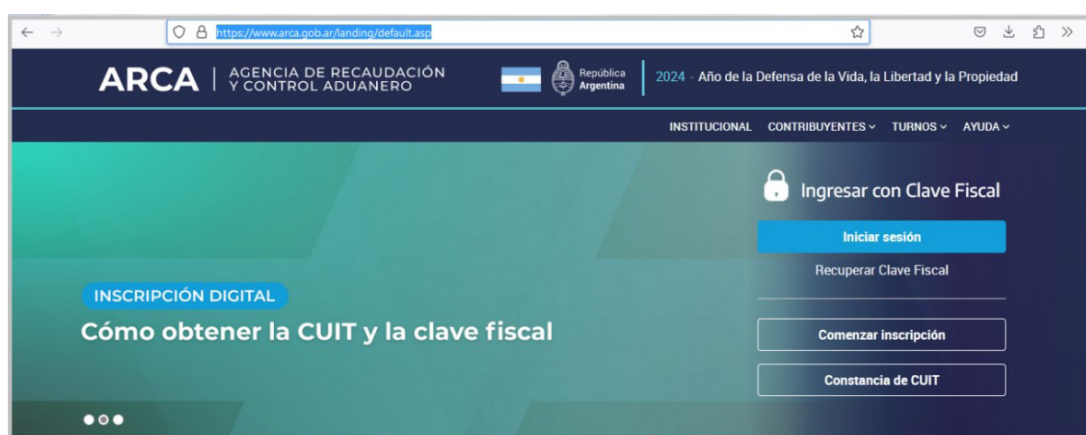 https://www.arca.gob.ar/landing/default.asp
ARCA | AGENCIA DE RECAUDACIÓN
Y CONTROL ADUANERO
República
Argentina
2024 - Año de la Defensa de la Vida, la Libertad y la Propiedad
INSTITUCIONAL CONTRIBUYENTES TURNOS AYUDA
Ingresar con Clave Fiscal
Iniciar sesión
Recuperar Clave Fiscal
INSCRIPCIÓN DIGITAL
Cómo obtener la CUIT y la clave fiscal
Comenzar inscripción
Constancia de CUIT